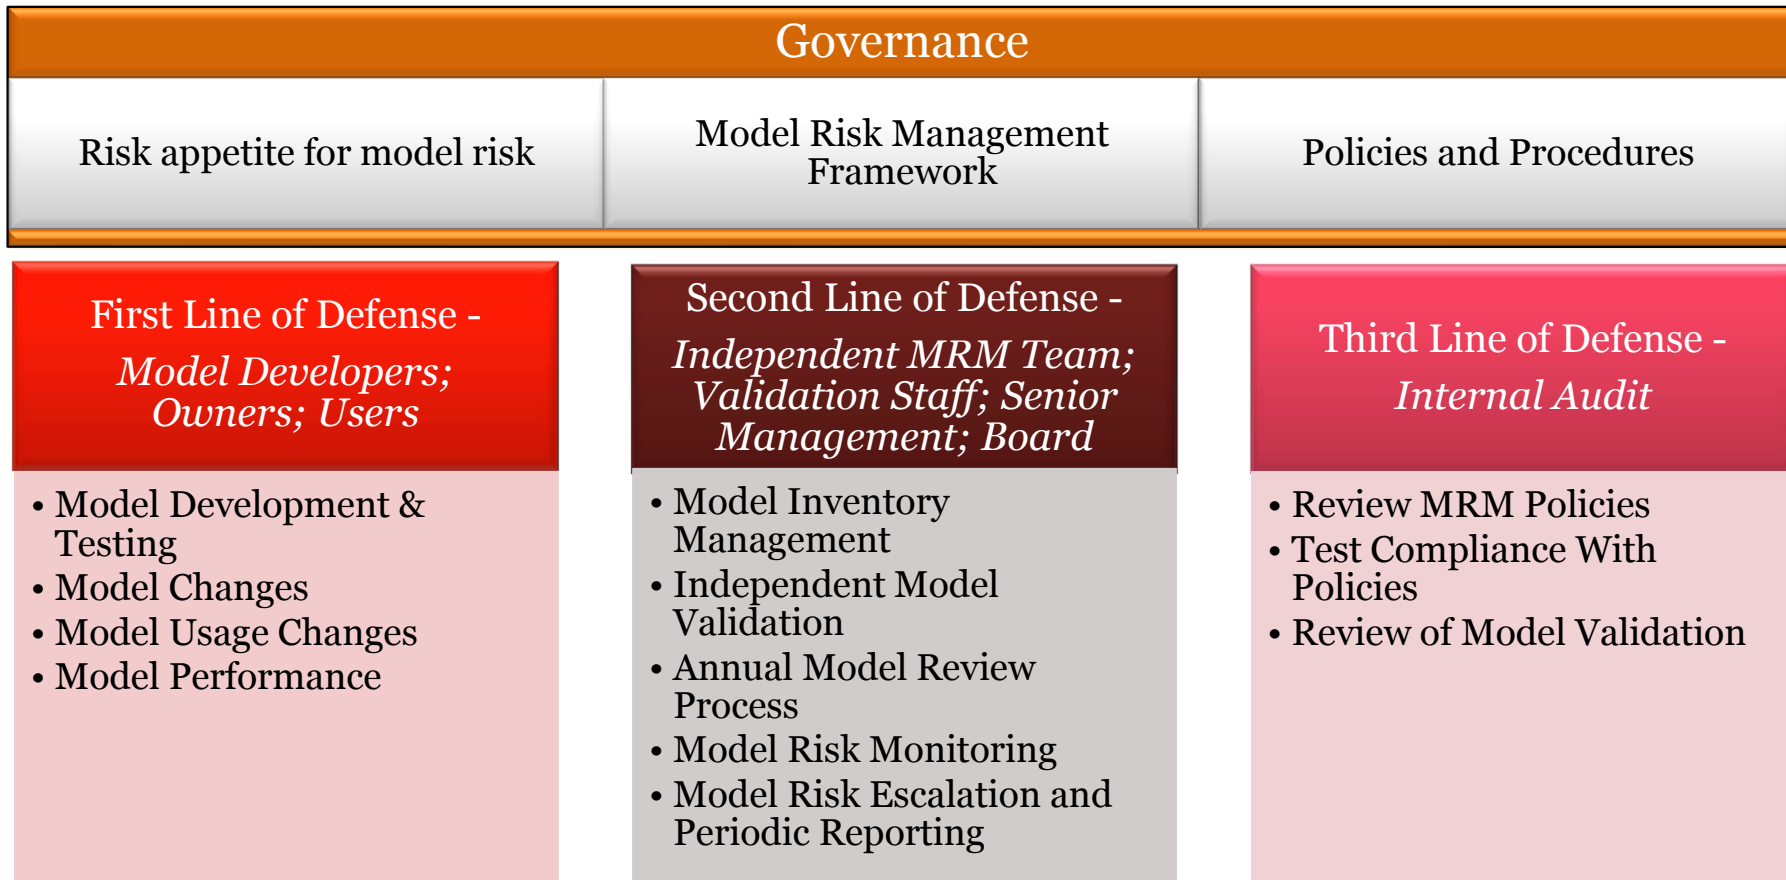 Governance
Risk appetite for model risk
Model Risk Management
Framework
Policies and Procedures
First Line of Defense -
Model Developers;
Owners; Users
• Model Development &
Testing
• Model Changes
• Model Usage Changes
• Model Performance
Second Line of Defense -
Independent MRM Team;
Validation Staff; Senior
Management; Board
• Model Inventory
Management
• Independent Model
Validation
• Annual Model Review
Process
• Model Risk Monitoring
• Model Risk Escalation and
Periodic Reporting
Third Line of Defense -
Internal Audit
• Review MRM Policies
• Test Compliance With
Policies
• Review of Model Validation